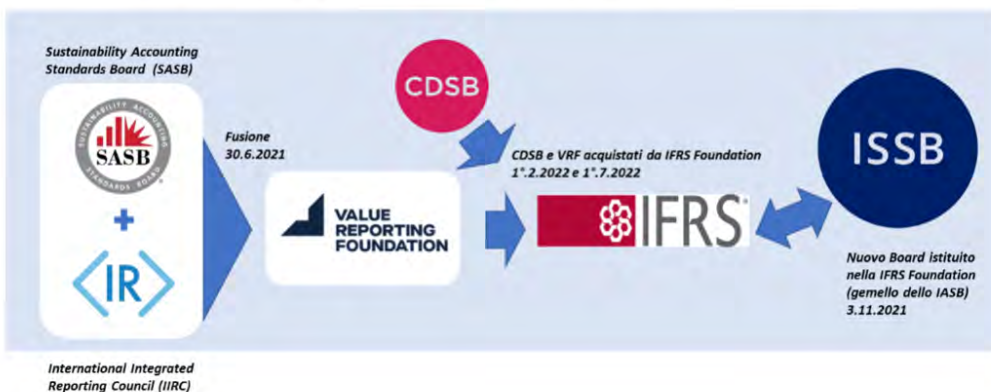 Sustainability Accounting
Standards Board (SASB)
SUSTAINABILITY ACCOUNTING
SASB
STANDARDS BOARD
+
<IR>
International Integrated
Reporting Council (IIRC)
Fusione
30.6.2021
VALUE
REPORTING
FOUNDATION
CDSB
CDSB e VRF acquistati da IFRS Foundation
1°.2.2022 e 1°.7.2022
IFRS
ISSB
Nuovo Board istituito
nella IFRS Foundation
(gemello dello IASB)
3.11.2021